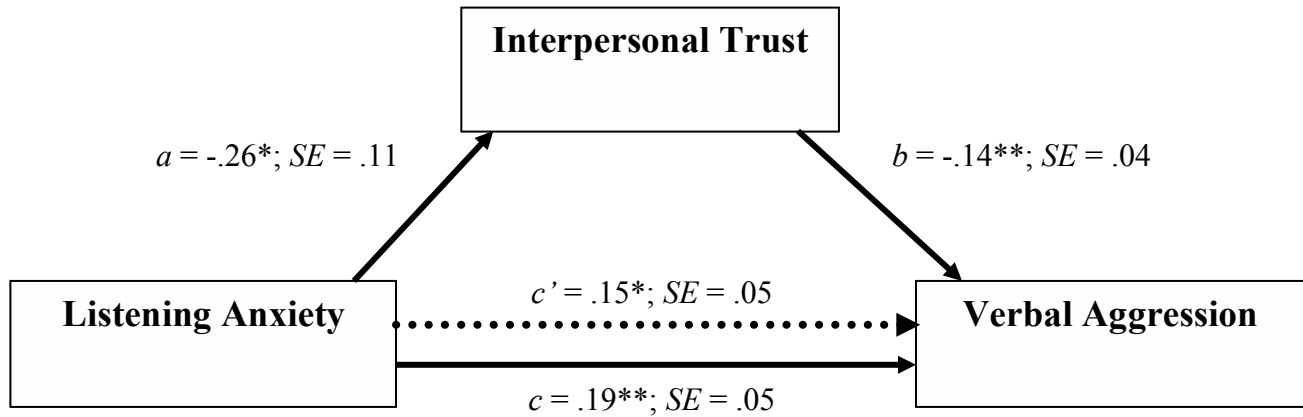 Interpersonal Trust
a = -.26*; SE = .11
b = -.14**; SE = .04
Listening Anxiety
c’ = .15*; SE = .05
Verbal Aggression
c = .19**; SE = .05